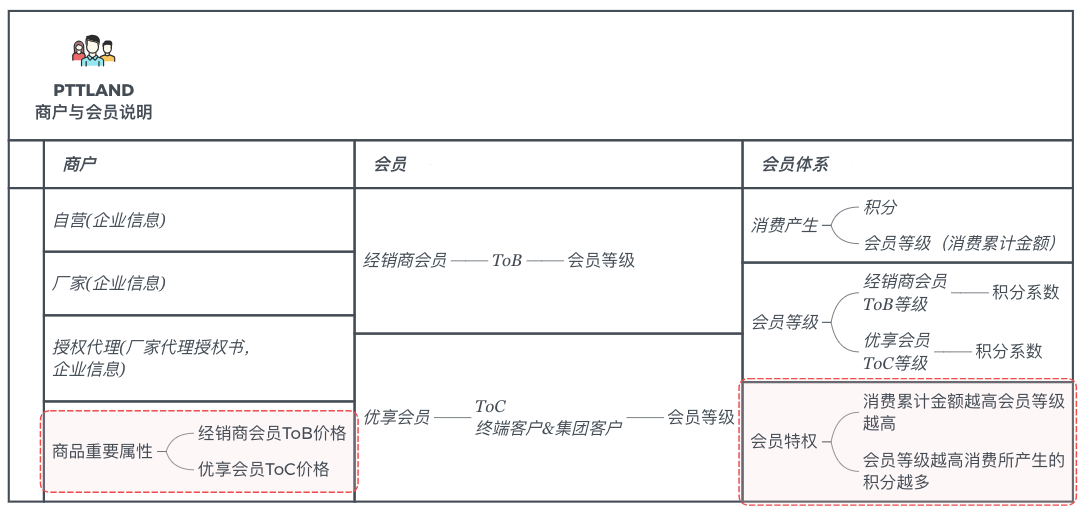 PTTLAND
商户与会员说明
商户
会员
会员体系
自营(企业信息)
厂家(企业信息)
授权代理(厂家代理授权书,
企业信息)
商品重要属性
经销商会员ToB价格
优享会员ToC价格
经销商会员
ToB
会员等级
优享会员
ToC
终端客户&集团客户
会员等级
消费产生
积分
会员等级（消费累计金额）
会员等级
经销商会员
ToB等级
积分系数
优享会员
ToC等级
积分系数
会员特权
消费累计金额越高会员等级
越高
会员等级越高消费所产生的
积分越多